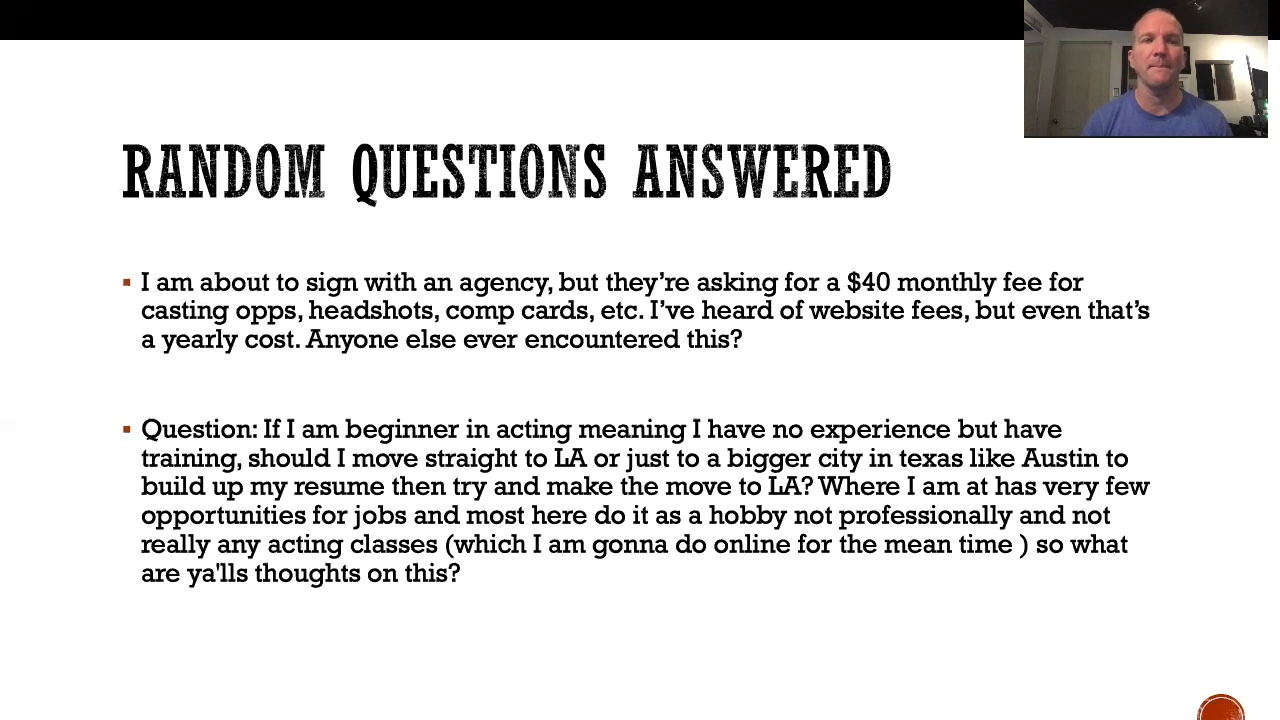 RANDOM QUESTIONS ANSWERED
I am about to sign with an agency, but they’re asking for a $40 monthly fee for
casting opps, headshots, comp cards, etc. I’ve heard of website fees, but even that’s
a yearly cost. Anyone else ever encountered this?
Question: If I am beginner in acting meaning I have no experience but have
training, should I move straight to LA or just to a bigger city in texas like Austin to
build up my resume then try and make the move to LA? Where I am at has very few
opportunities for jobs and most here do it as a hobby not professionally and not
really any acting classes (which I am gonna do online for the mean time ) so what
are ya'lls thoughts on this?